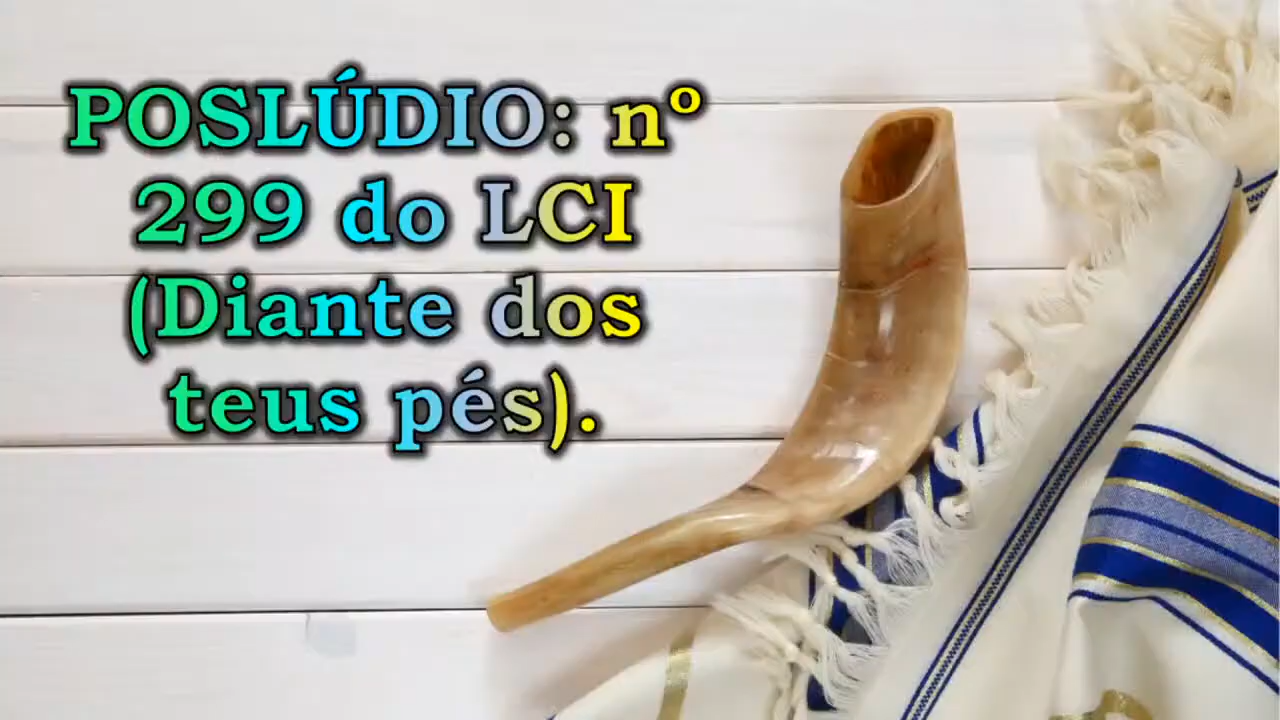 POSLÚDIO: nº
299 do LCI
(Diante dos
teus pés).